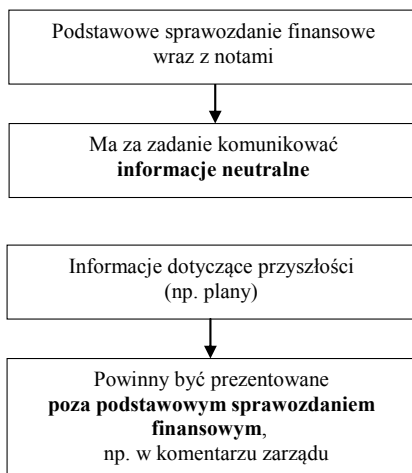 Podstawowe sprawozdanie finansowe
wraz z notami
Ma za zadanie komunikować
informacje neutralne
Informacje dotyczące przyszłości
(np. plany)
Powinny być prezentowane
poza podstawowym sprawozdaniem
finansowym,
np. w komentarzu zarządu